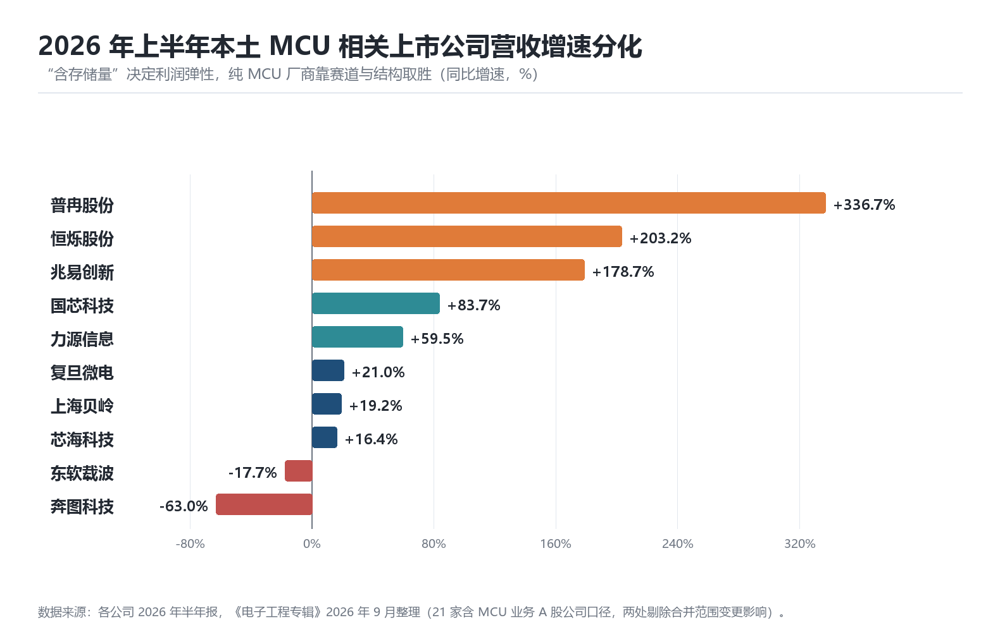 2026 年上半年本土 MCU 相关上市公司营收增速分化
“含存储量”决定利润弹性，纯 MCU 厂商靠赛道与结构取胜（同比增速，%）
普冉股份 +336.7%
恒烁股份 +203.2%
兆易创新 +178.7%
国芯科技 +83.7%
力源信息 +59.5%
复旦微电 +21.0%
上海贝岭 +19.2%
芯海科技 +16.4%
东软载波 -17.7%
奔图科技 -63.0%
-80% 0% 80% 160% 240% 320%
数据来源：各公司 2026 年半年报，《电子工程专辑》2026 年 9 月整理（21 家含 MCU 业务 A 股公司口径，两处剔除合并范围变更影响）。